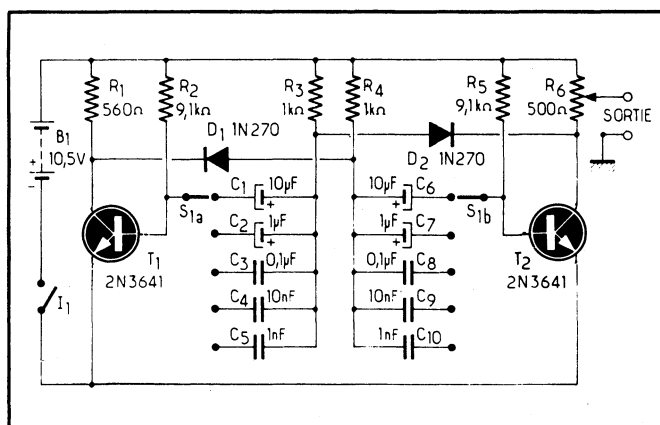 R1
560Ω
R2
9,1kΩ
R3
1kΩ
R4
1kΩ
R5
9,1kΩ
R6
500Ω
SORTIE
B1
10,5V
+
−
D1 1N270
D2 1N270
S1a
S1b
C1 10µF
+
C2 1µF
+
C3 0,1µF
C4 10nF
C5 1nF
10µF C6
+
1µF C7
+
0,1µF C8
10nF C9
1nF C10
T1
2N3641
T2
2N3641
I1